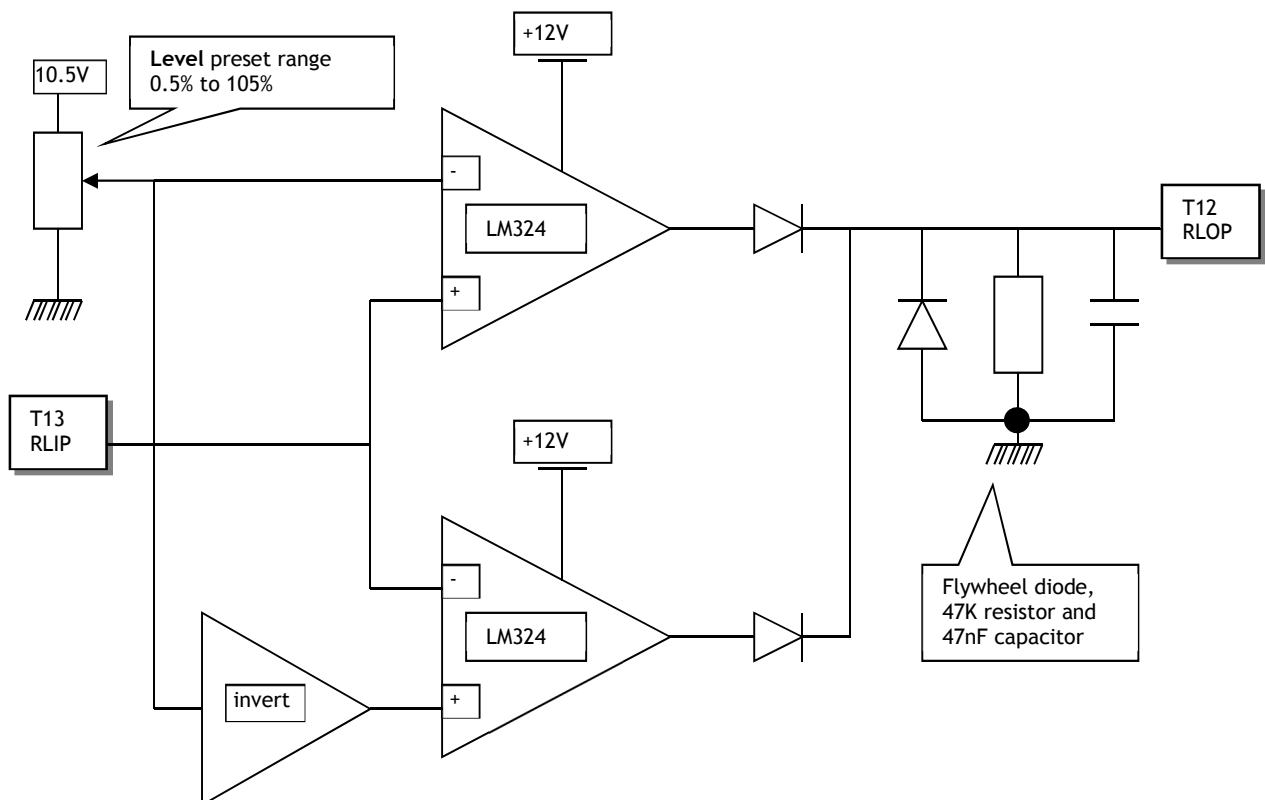 +12V
Level preset range
0.5% to 105%
10.5V
-
LM324
+
T12
RLOP
T13
RLIP
+12V
-
LM324
+
invert
Flywheel diode,
47K resistor and
47nF capacitor